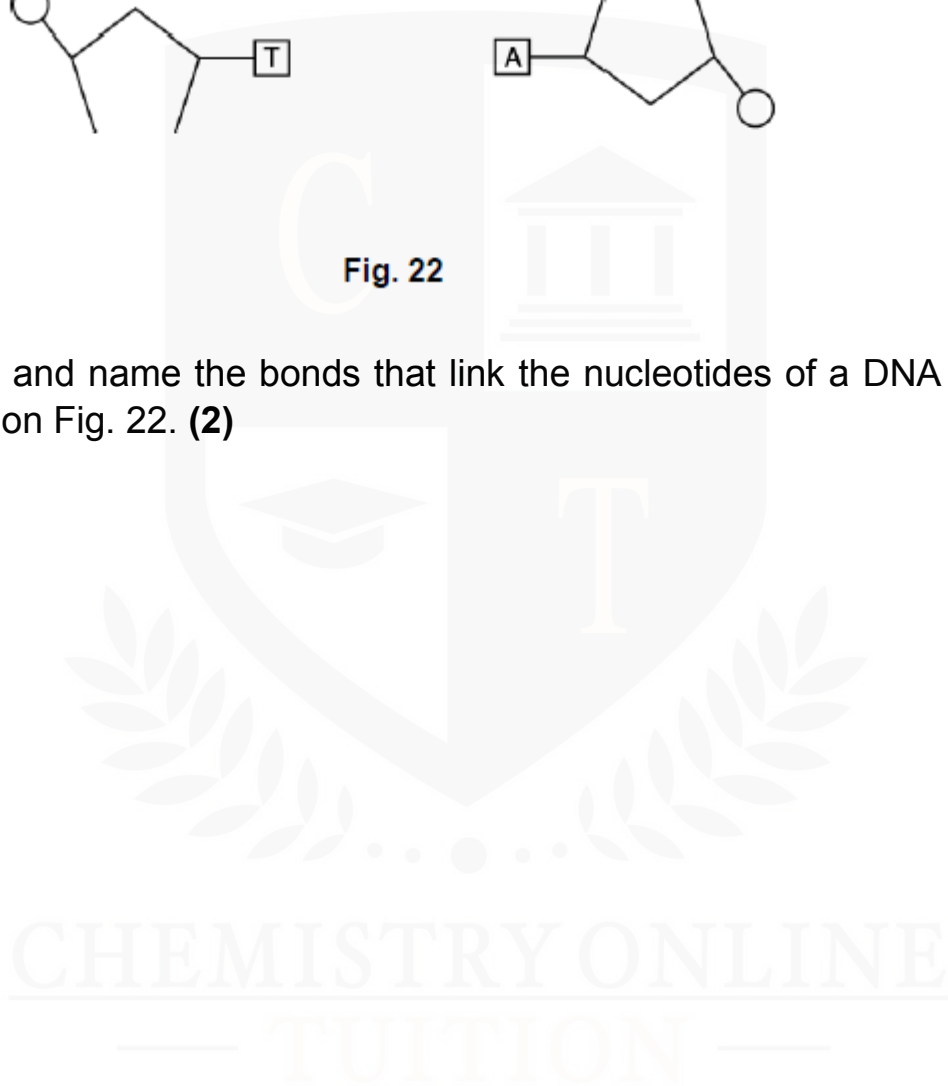 T
A
C
Fig. 22
and name the bonds that link the nucleotides of a DNA
on Fig. 22. (2)
T
CHEMISTRY ONLINE
TUITION